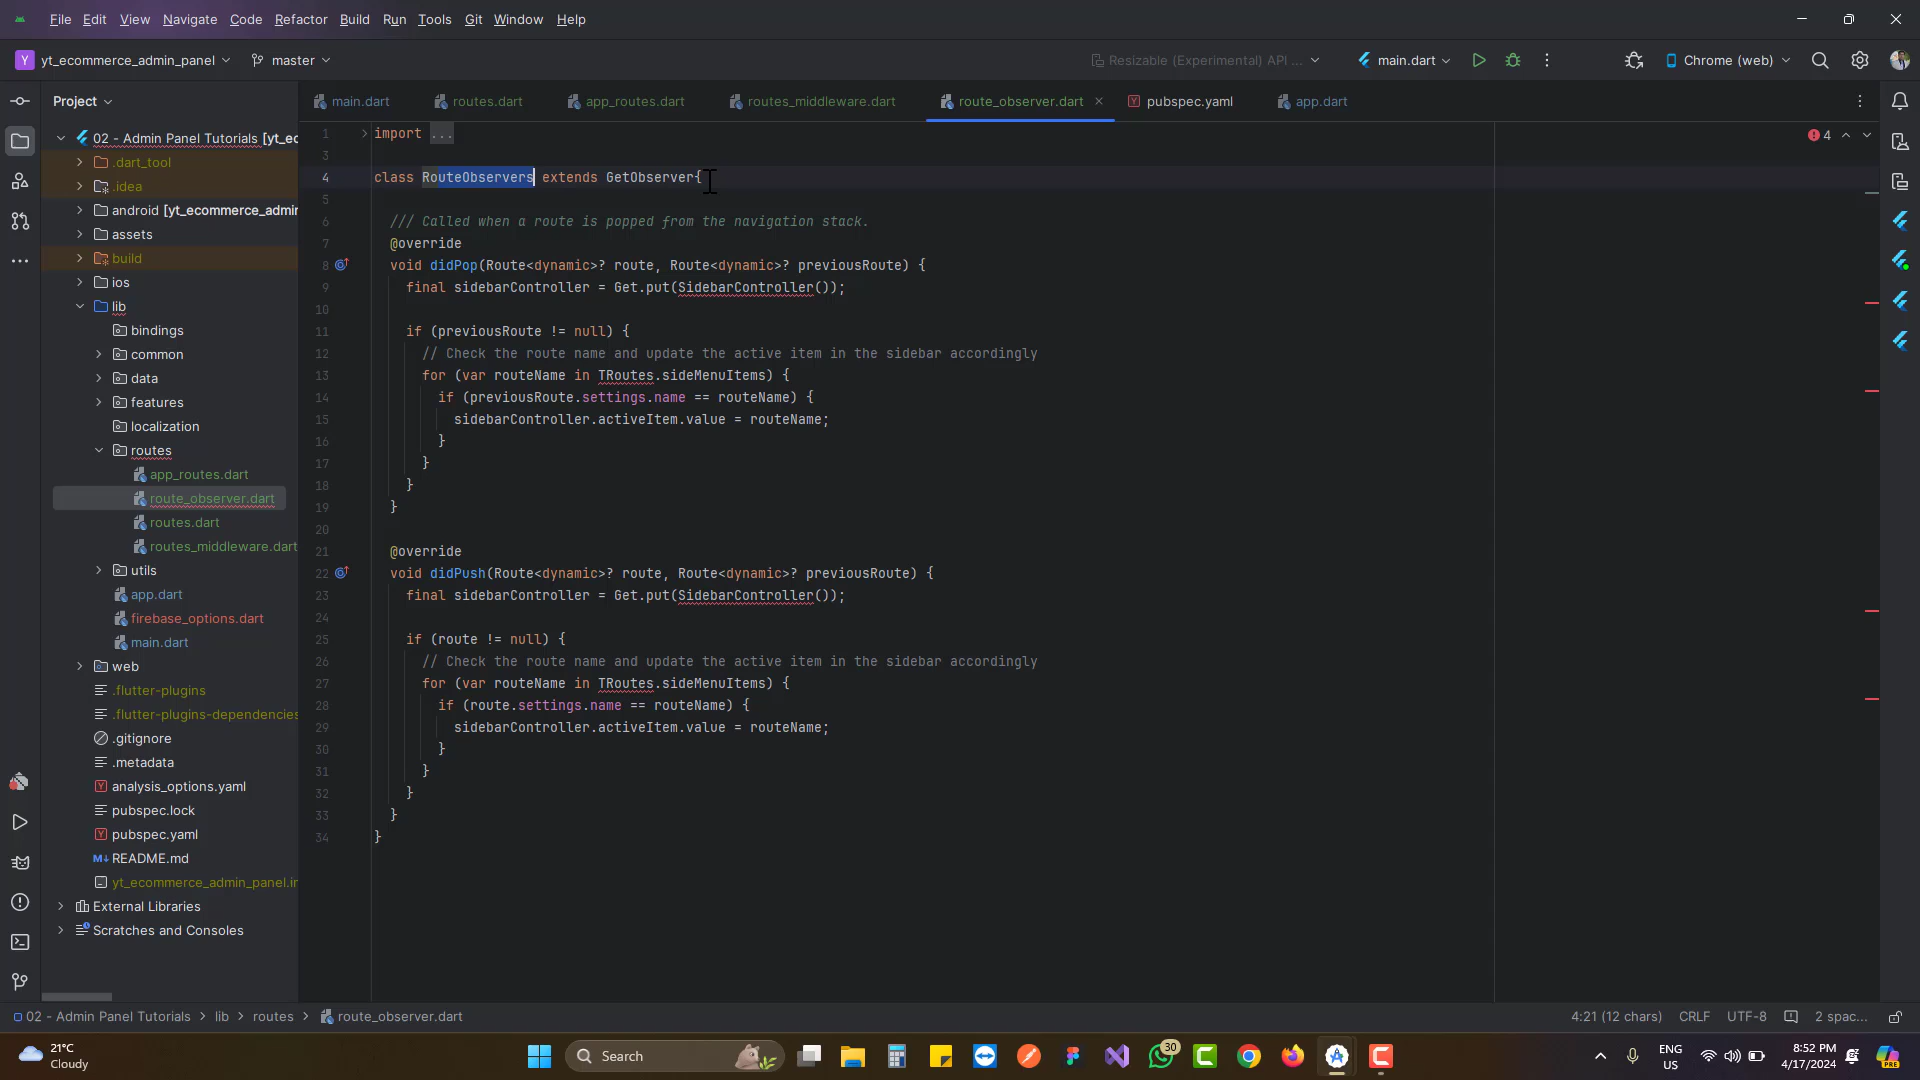 File Edit View Navigate Code Refactor Build Run Tools Git Window Help
Y yt_ecommerce_admin_panel master Resizable (Experimental) API ... main.dart Chrome (web)
Project
main.dart routes.dart app_routes.dart routes_middleware.dart route_observer.dart pubspec.yaml app.dart
02 - Admin Panel Tutorials [yt_ec
.dart_tool
.idea
android [yt_ecommerce_admin
assets
build
ios
lib
bindings
common
data
features
localization
routes
app_routes.dart
route_observer.dart
routes.dart
routes_middleware.dart
utils
app.dart
firebase_options.dart
main.dart
web
.flutter-plugins
.flutter-plugins-dependencies
.gitignore
.metadata
analysis_options.yaml
pubspec.lock
pubspec.yaml
README.md
yt_ecommerce_admin_panel.im
External Libraries
Scratches and Consoles
4
1 import ...
3
4 class RouteObservers extends GetObserver{
5
6 /// Called when a route is popped from the navigation stack.
7 @override
8 void didPop(Route<dynamic>? route, Route<dynamic>? previousRoute) {
9 final sidebarController = Get.put(SidebarController());
10
11 if (previousRoute != null) {
12 // Check the route name and update the active item in the sidebar accordingly
13 for (var routeName in TRoutes.sideMenuItems) {
14 if (previousRoute.settings.name == routeName) {
15 sidebarController.activeItem.value = routeName;
16 }
17 }
18 }
19 }
20
21 @override
22 void didPush(Route<dynamic>? route, Route<dynamic>? previousRoute) {
23 final sidebarController = Get.put(SidebarController());
24
25 if (route != null) {
26 // Check the route name and update the active item in the sidebar accordingly
27 for (var routeName in TRoutes.sideMenuItems) {
28 if (route.settings.name == routeName) {
29 sidebarController.activeItem.value = routeName;
30 }
31 }
32 }
33 }
34 }
02 - Admin Panel Tutorials > lib > routes > route_observer.dart 4:21 (12 chars) CRLF UTF-8 2 spac...
21°C
Cloudy
Search
30
ENG
US
8:52 PM
4/17/2024
PRE